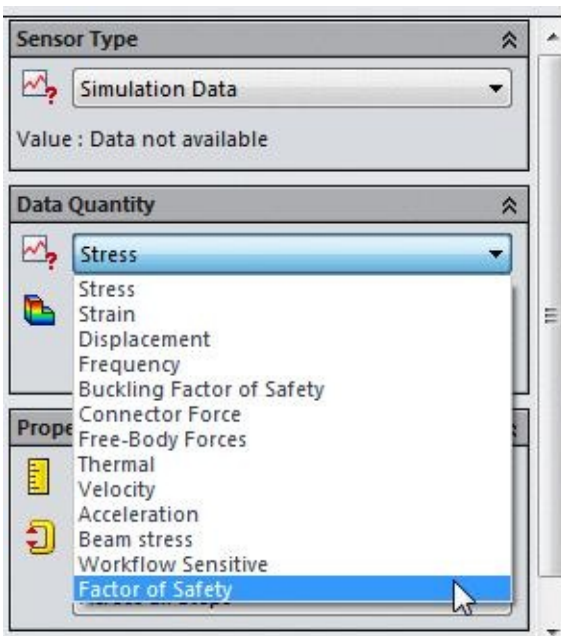 Sensor Type
Simulation Data
Value : Data not available
Data Quantity
Stress
Stress
Strain
Displacement
Frequency
Buckling Factor of Safety
Connector Force
Free-Body Forces
Prope
Thermal
Velocity
Acceleration
Beam stress
Workflow Sensitive
Factor of Safety